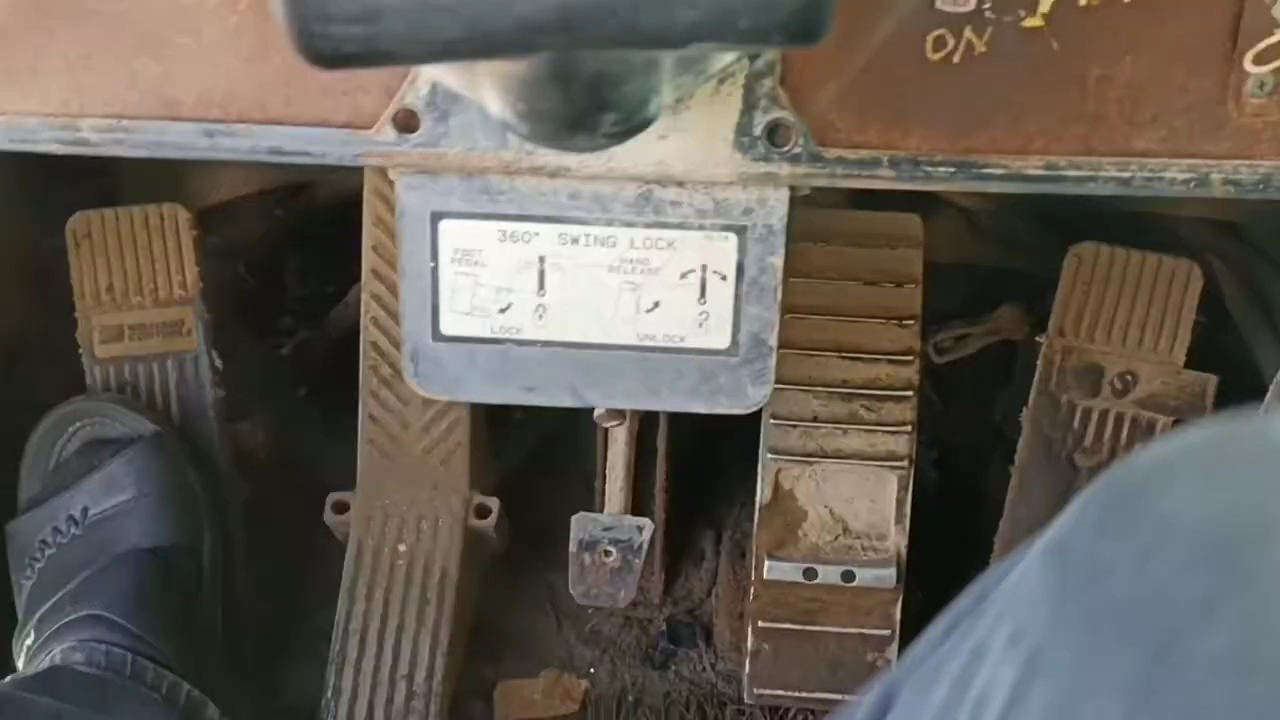 ON
360° SWING LOCK
FOOT
PEDAL
HAND
RELEASE
LOCK
UNLOCK